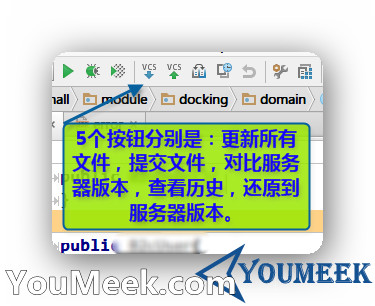 VCS VCS
all module docking domain
5个按钮分别是：更新所有
文件，提交文件，对比服务
器版本，查看历史，还原到
服务器版本。
public
YouMeek.com
YOUMEEK